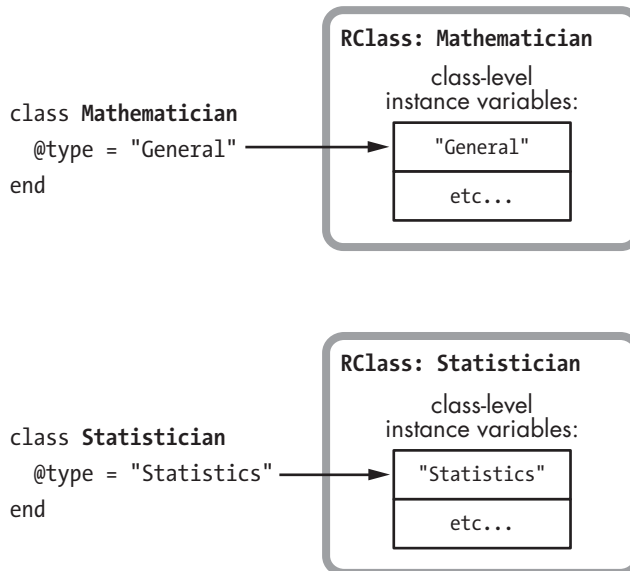 RClass: Mathematician
class-level
instance variables:
class Mathematician
@type = "General"
end
"General"
etc...
RClass: Statistician
class-level
instance variables:
class Statistician
@type = "Statistics"
end
"Statistics"
etc...